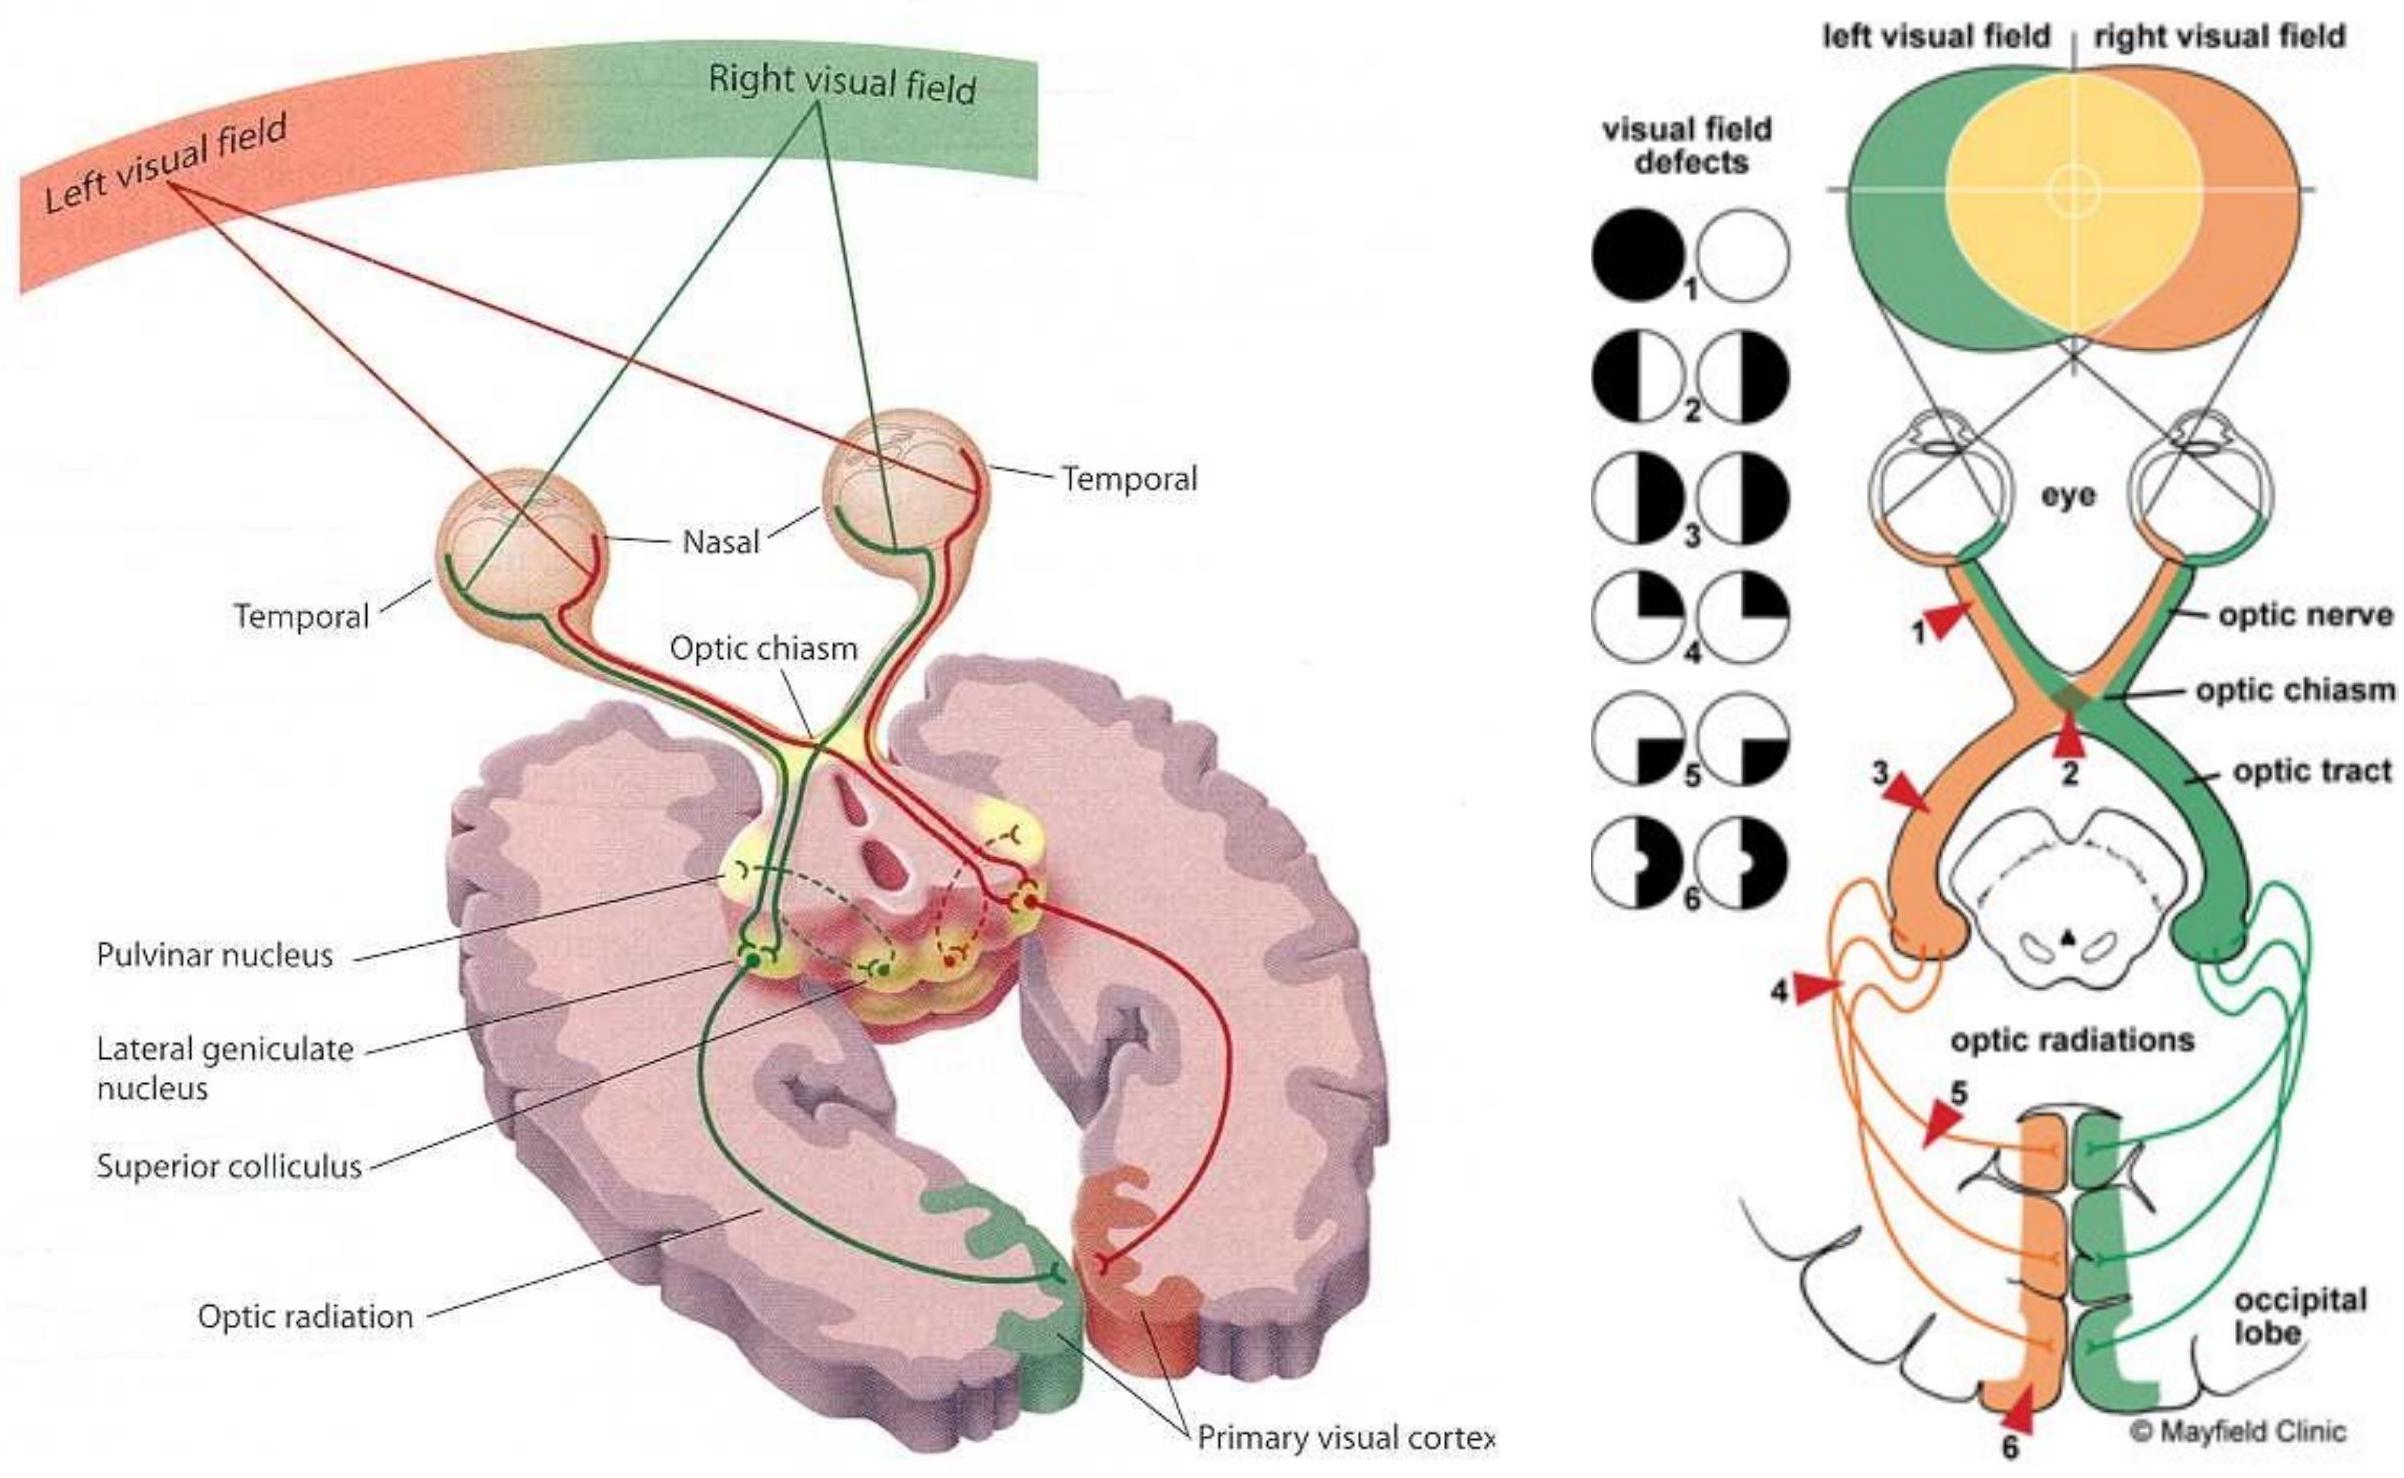 Left visual field
Right visual field
Temporal
Nasal
Temporal
Optic chiasm
Pulvinar nucleus
Lateral geniculate
nucleus
Superior colliculus
Optic radiation
Primary visual cortex
visual field
defects
1
2
3
4
5
6
left visual field
right visual field
eye
1
optic nerve
optic chiasm
3
2
optic tract
4
optic radiations
5
occipital
lobe
© Mayfield Clinic
6